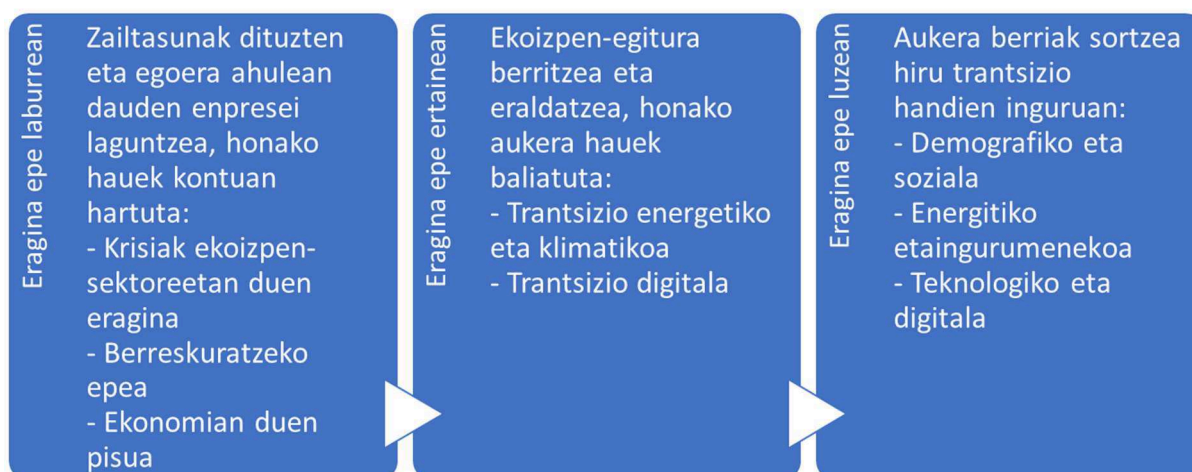 Eragina epe laburrean
Zailtasunak dituzten
eta egoera ahulean
dauden enpresei
laguntzea, honako
hauek kontuan
hartuta:
- Krisiak ekoizpen-
sektoreetan duen
eragina
- Berreskuratzeko
epea
- Ekonomian duen
pisua
Eragina epe ertainean
Ekoizpen-egitura
berritzea eta
eraldatzea, honako
aukera hauek
baliatuta:
- Trantsizio energetiko
eta klimatikoa
- Trantsizio digitala
Eragina epe luzean
Aukera berriak sortzea
hiru trantsizio
handien inguruan:
- Demografiko eta
soziala
- Energitiko
etaingurumenekoa
- Teknologiko eta
digitala